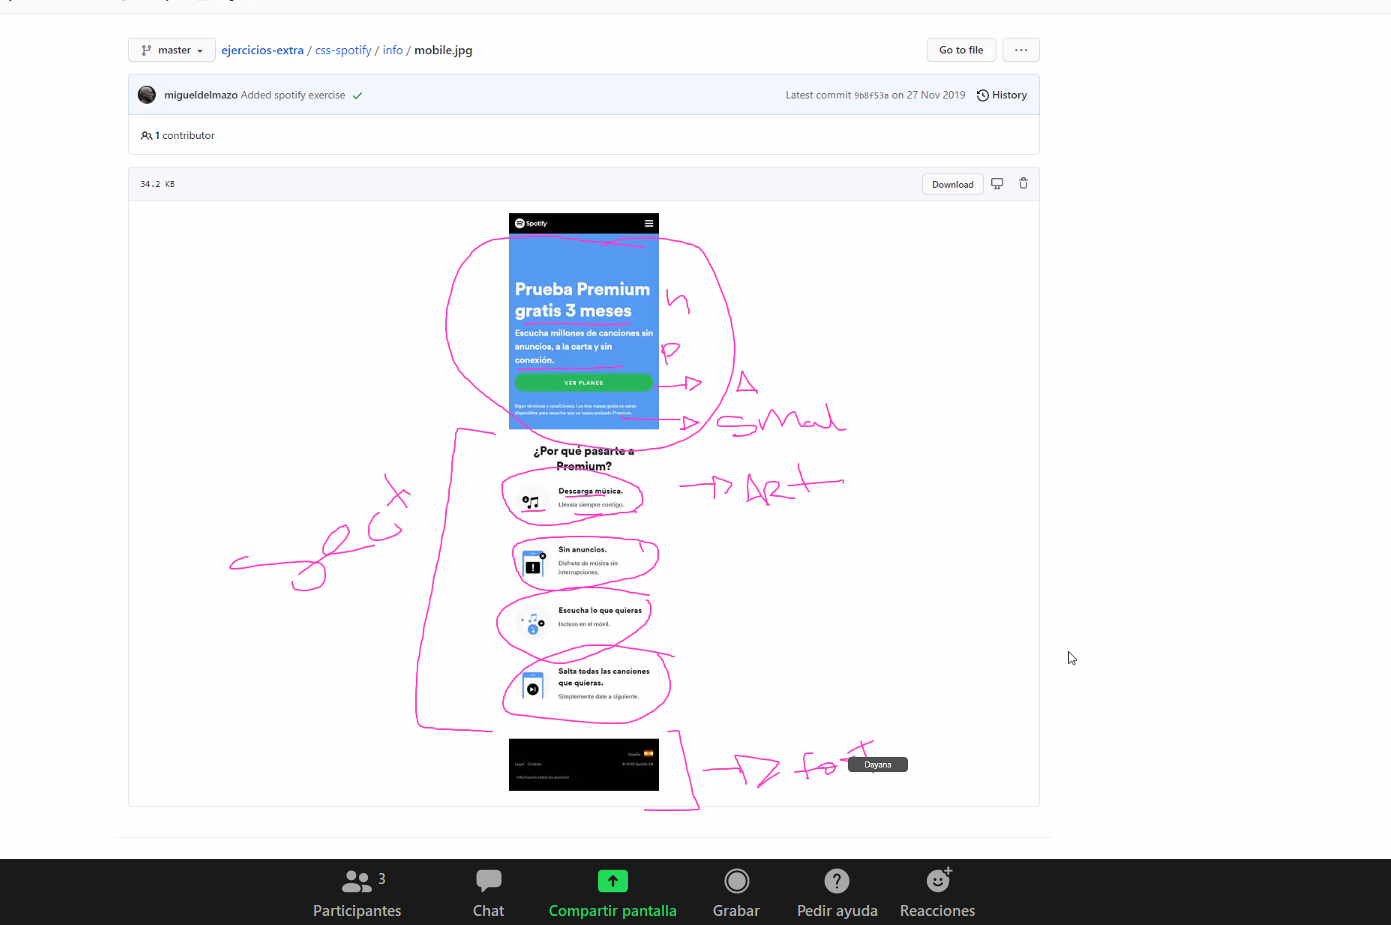 master
ejercicios-extra / css-spotify / info / mobile.jpg
Go to file
migueldelmazo Added spotify exercise
Latest commit 9b8f53a on 27 Nov 2019
History
1 contributor
34.2 KB
Download
Spotify
Prueba Premium
gratis 3 meses
h
Escucha millones de canciones sin
anuncios, a la carta y sin
conexión.
p
VER PLANES
A
Rigen términos y condiciones. Los tres meses gratis no están
disponibles para usuarios que ya hayan probado Premium.
SMAL
¿Por qué pasarte a
Premium?
Descarga música.
Llévala siempre contigo.
ART
sect
Sin anuncios.
Disfruta de música sin
interrupciones.
Escucha lo que quieras
Incluso en el móvil.
Salta todas las canciones
que quieras.
Simplemente dale a siguiente.
España
Legal Cookies
© 2019 Spotify AB
Información sobre los anuncios
foot
Dayana
Participantes
3
Chat
Compartir pantalla
Grabar
Pedir ayuda
Reacciones